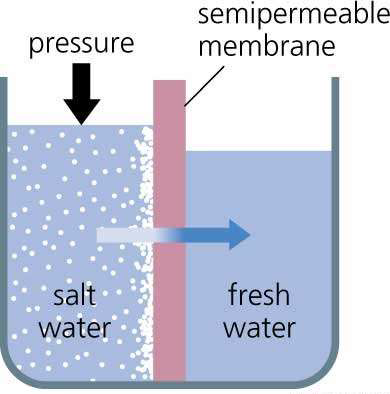 semipermeable
membrane
pressure
salt
water
fresh
water